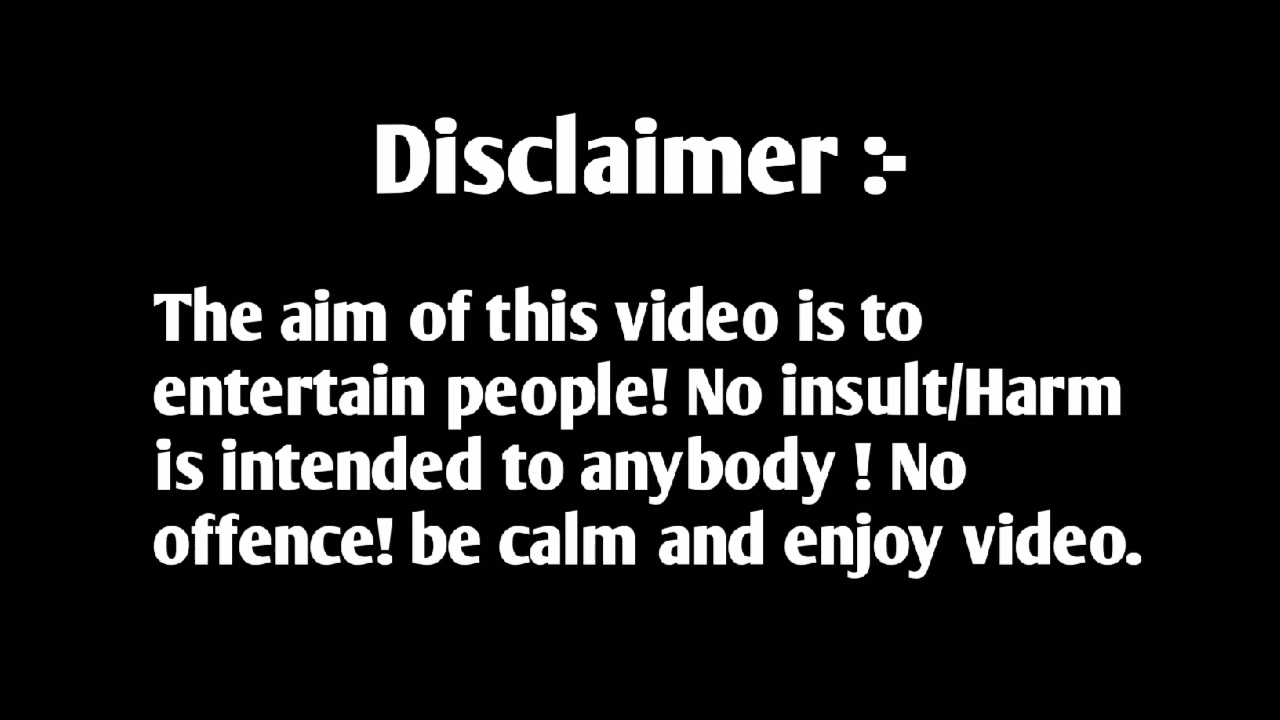 Disclaimer :-
The aim of this video is to
entertain people! No insult/Harm
is intended to anybody ! No
offence! be calm and enjoy video.